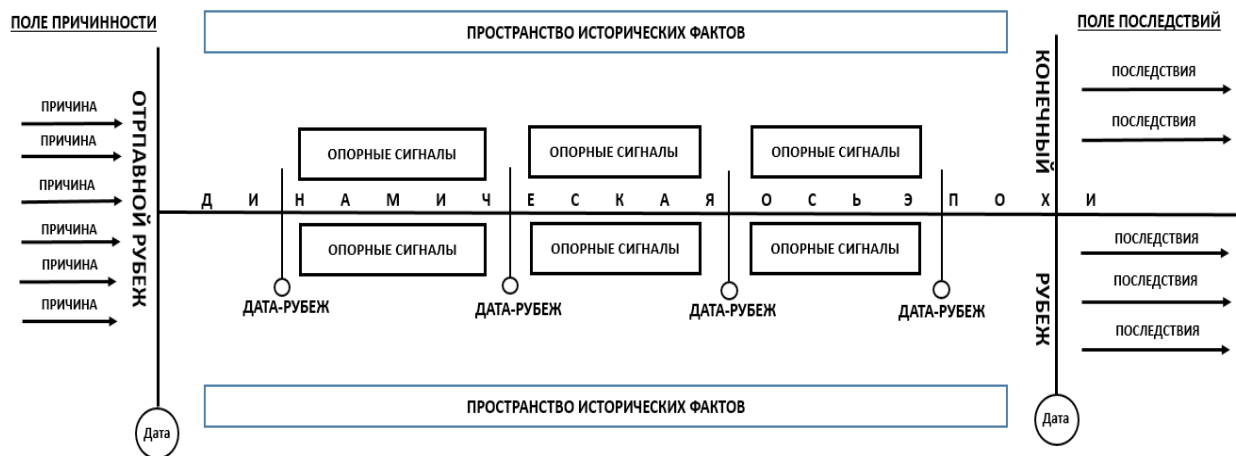 ПОЛЕ ПРИЧИННОСТИ
ПРОСТРАНСТВО ИСТОРИЧЕСКИХ ФАКТОВ
ПОЛЕ ПОСЛЕДСТВИЙ
ПРИЧИНА
ПРИЧИНА
ПРИЧИНА
ПРИЧИНА
ПРИЧИНА
ПРИЧИНА
ОТРПАВНОЙ РУБЕЖ
Дата
ОПОРНЫЕ СИГНАЛЫ
ОПОРНЫЕ СИГНАЛЫ
ОПОРНЫЕ СИГНАЛЫ
Д И Н А М И Ч Е С К А Я О С Ь Э П О Х И
ОПОРНЫЕ СИГНАЛЫ
ОПОРНЫЕ СИГНАЛЫ
ОПОРНЫЕ СИГНАЛЫ
ДАТА-РУБЕЖ
ДАТА-РУБЕЖ
ДАТА-РУБЕЖ
ДАТА-РУБЕЖ
ПРОСТРАНСТВО ИСТОРИЧЕСКИХ ФАКТОВ
КОНЕЧНЫЙ РУБЕЖ
Дата
ПОСЛЕДСТВИЯ
ПОСЛЕДСТВИЯ
ПОСЛЕДСТВИЯ
ПОСЛЕДСТВИЯ
ПОСЛЕДСТВИЯ